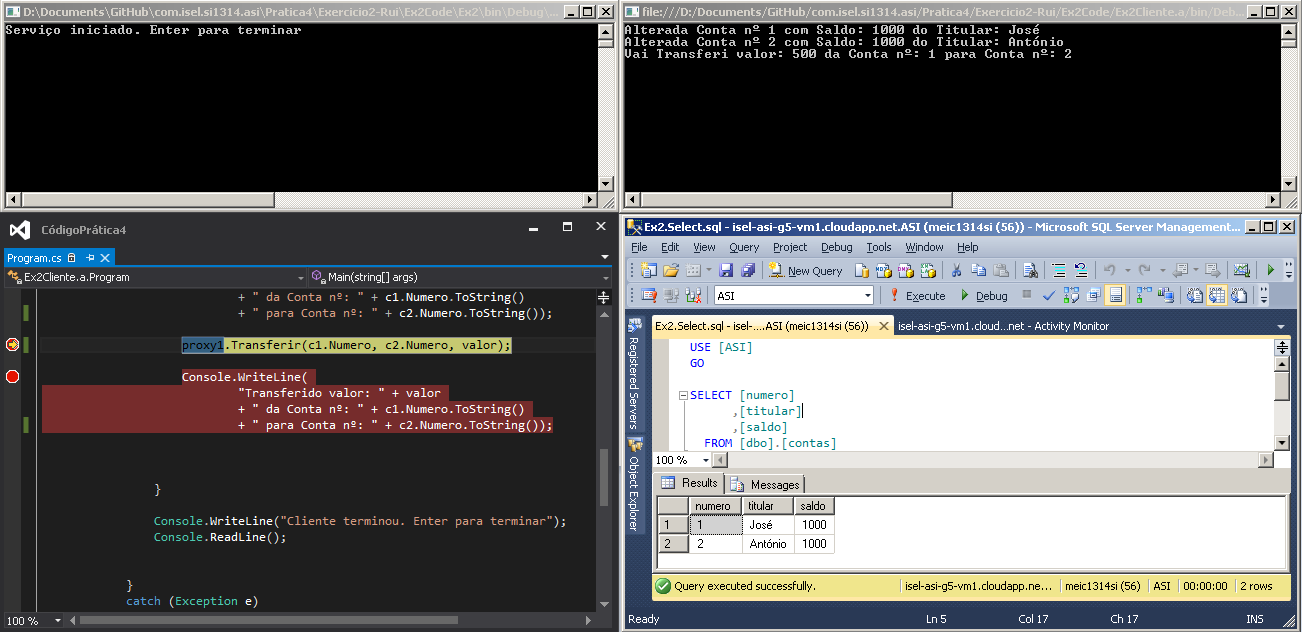 D:\Documents\GitHub\com.isel.si1314.asi\Pratica4\Exercicio2-Rui\Ex2Code\Ex2\bin\Debug\...
Serviço iniciado. Enter para terminar
file:///D:/Documents/GitHub/com.isel.si1314.asi/Pratica4/Exercicio2-Rui/Ex2Code/Ex2Cliente.a/bin/Deb...
Alterada Conta nº 1 com Saldo: 1000 do Titular: José
Alterada Conta nº 2 com Saldo: 1000 do Titular: António
Vai Transferi valor: 500 da Conta nº: 1 para Conta nº: 2
CódigoPrática4
Program.cs
Ex2Cliente.a.Program
Main(string[] args)
+ " da Conta nº: " + c1.Numero.ToString()
+ " para Conta nº: " + c2.Numero.ToString());
proxy1.Transferir(c1.Numero, c2.Numero, valor);
Console.WriteLine(
"Transferido valor: " + valor
+ " da Conta nº: " + c1.Numero.ToString()
+ " para Conta nº: " + c2.Numero.ToString());
}
Console.WriteLine("Cliente terminou. Enter para terminar");
Console.ReadLine();
}
catch (Exception e)
100 %
Ex2.Select.sql - isel-asi-g5-vm1.cloudapp.net.ASI (meic1314si (56)) - Microsoft SQL Server Management...
File Edit View Query Project Debug Tools Window Help
New Query
ASI
Execute
Debug
Ex2.Select.sql - isel-....ASI (meic1314si (56))
isel-asi-g5-vm1.cloud...net - Activity Monitor
Registered Servers
Object Explorer
USE [ASI]
GO
SELECT [numero]
,[titular]
,[saldo]
FROM [dbo].[contas]
100 %
Results
Messages
numero titular saldo
1 1 José 1000
2 2 António 1000
Query executed successfully.
isel-asi-g5-vm1.cloudapp.ne...
meic1314si (56)
ASI
00:00:00
2 rows
Ready
Ln 5
Col 17
Ch 17
INS